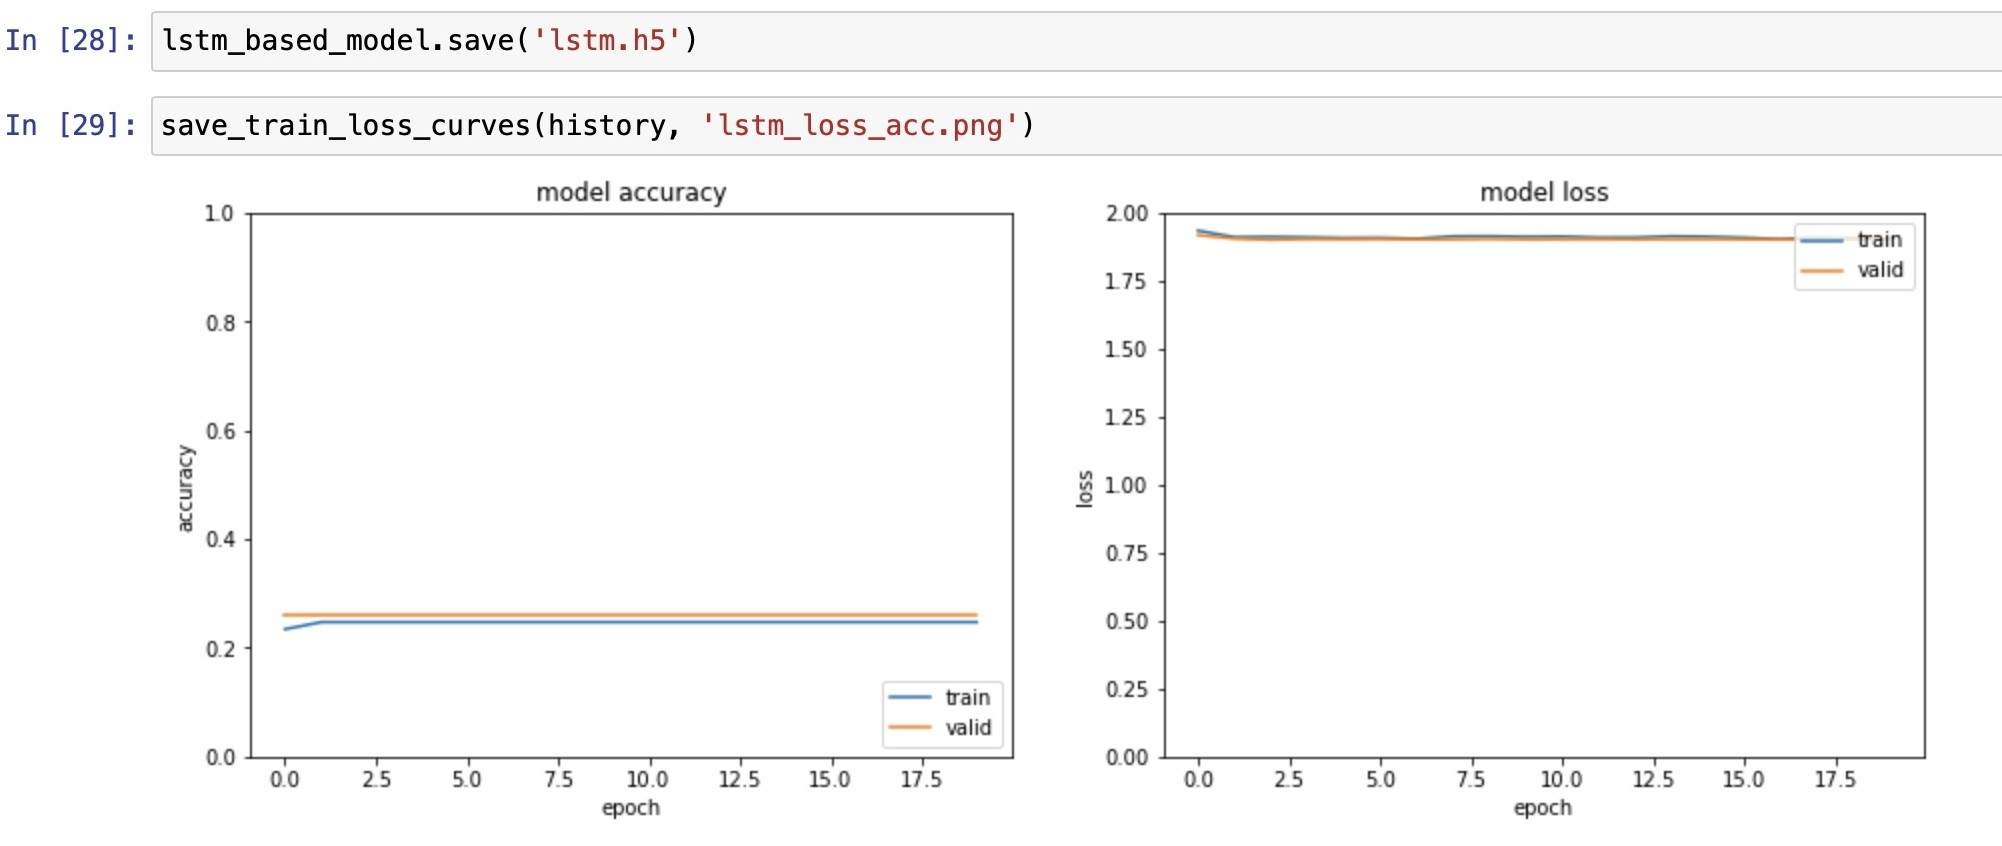 In [28]: lstm_based_model.save('lstm.h5')
In [29]: save_train_loss_curves(history, 'lstm_loss_acc.png')
model accuracy
1.0
0.8
0.6
0.4
0.2
0.0
accuracy
0.0 2.5 5.0 7.5 10.0 12.5 15.0 17.5
epoch
train
valid
model loss
2.00
1.75
1.50
1.25
1.00
0.75
0.50
0.25
0.00
loss
0.0 2.5 5.0 7.5 10.0 12.5 15.0 17.5
epoch
train
valid